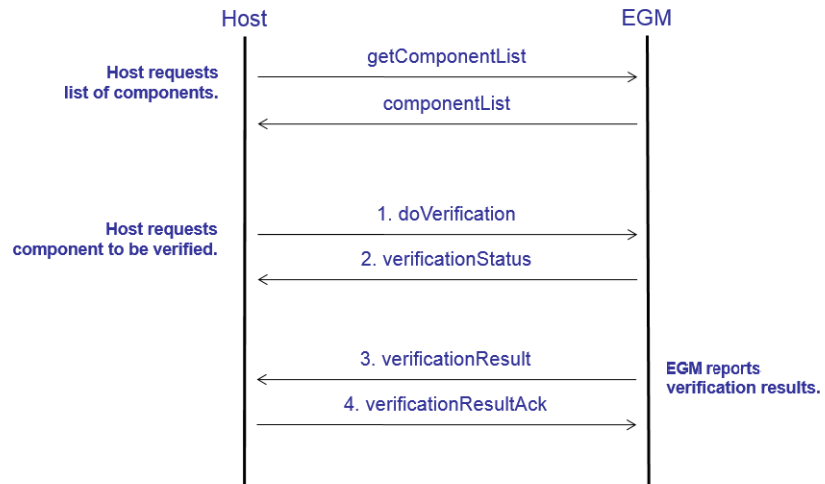 Host
EGM
getComponentList
Host requests
list of components.
componentList
1. doVerification
Host requests
component to be verified.
2. verificationStatus
3. verificationResult
EGM reports
verification results.
4. verificationResultAck